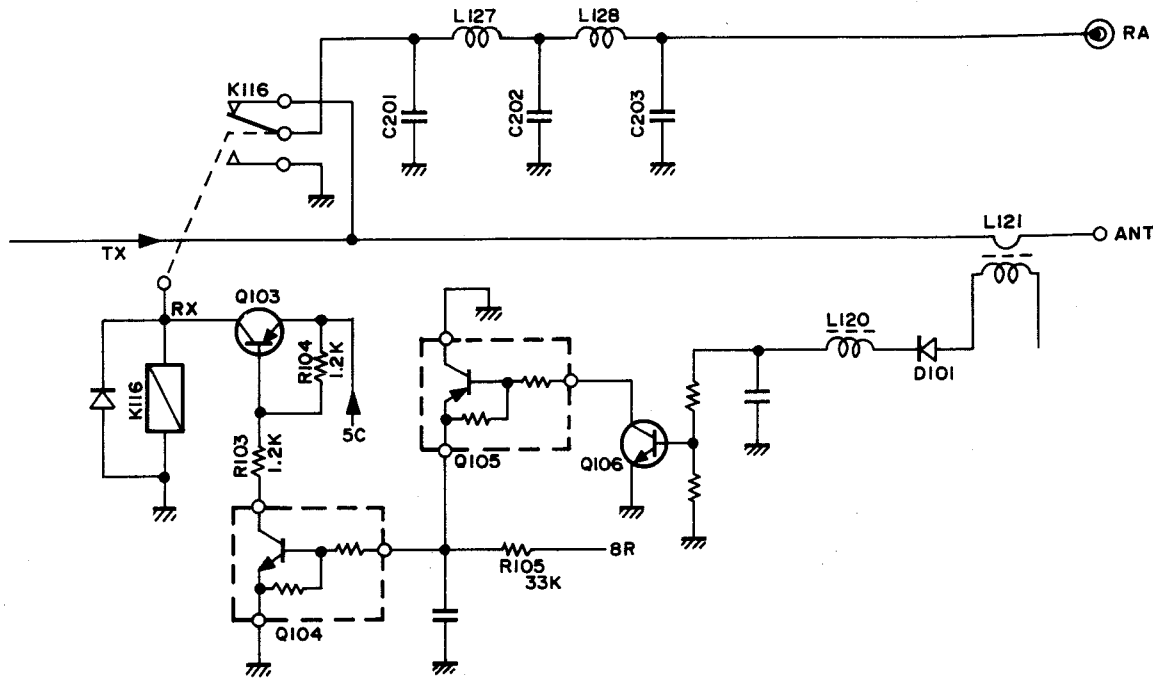 L127
L128
RA
K116
C201
C202
C203
TX
L121
ANT
RX
Q103
R104
1.2K
5C
K116
R103
1.2K
L120
D101
Q105
Q106
Q104
R105
33K
8R